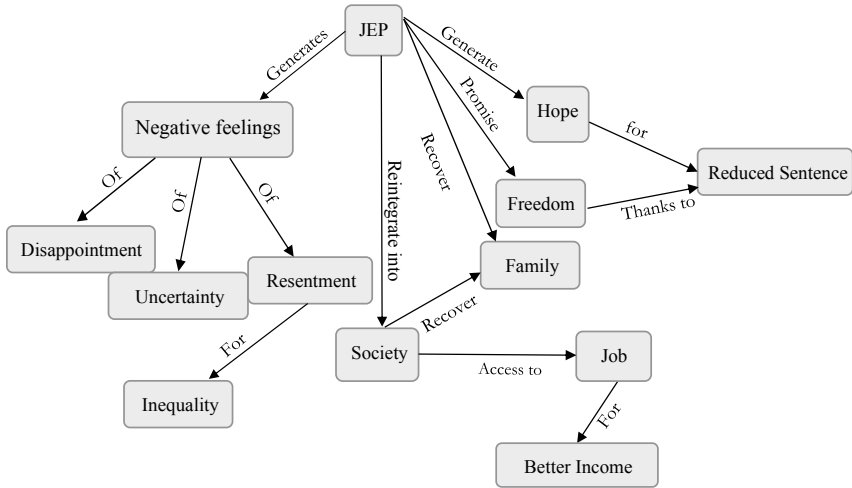 JEP
Generates
Generate
Promise
Recover
Reintegrate into
Hope
for
Negative feelings
Of
Of
Of
Reduced Sentence
Freedom
Thanks to
Disappointment
Uncertainty
Resentment
Family
Recover
For
Society
Access to
Job
Inequality
For
Better Income